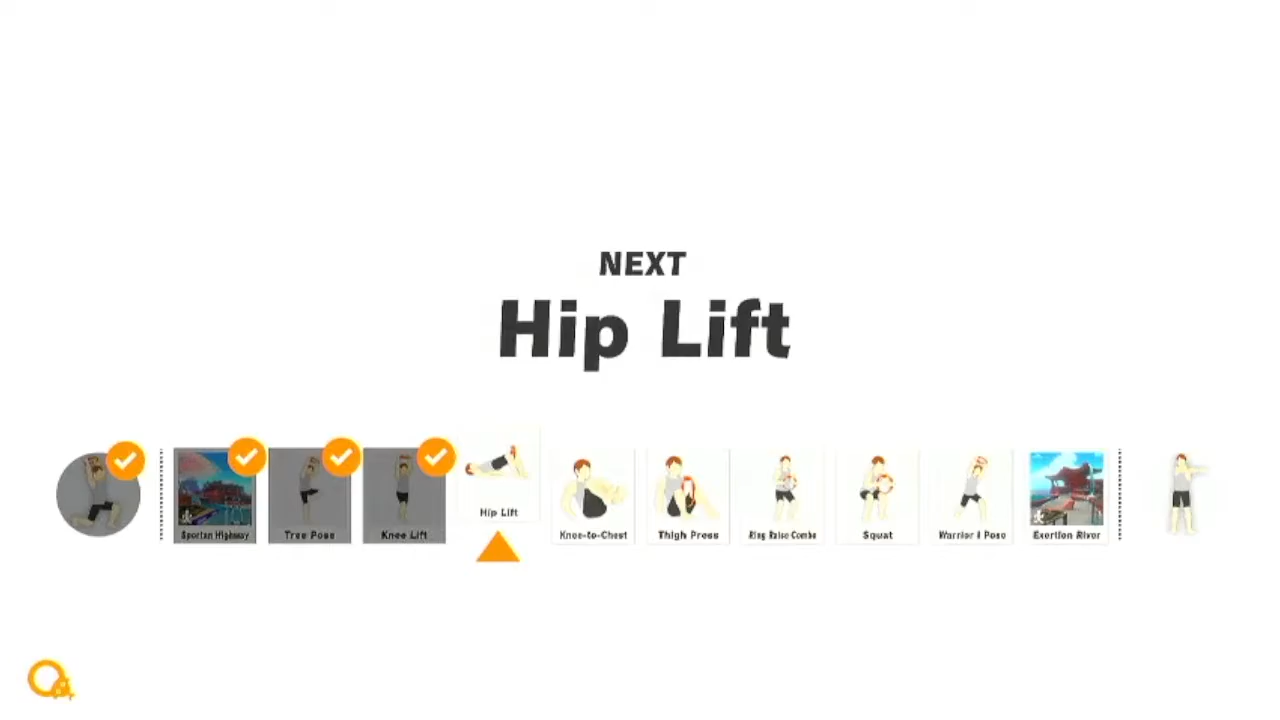 NEXT
Hip Lift
Spartan Highway
Tree Pose
Knee Lift
Hip Lift
Knee-to-Chest
Thigh Press
Ring Raise Combo
Squat
Warrior I Pose
Exertion River